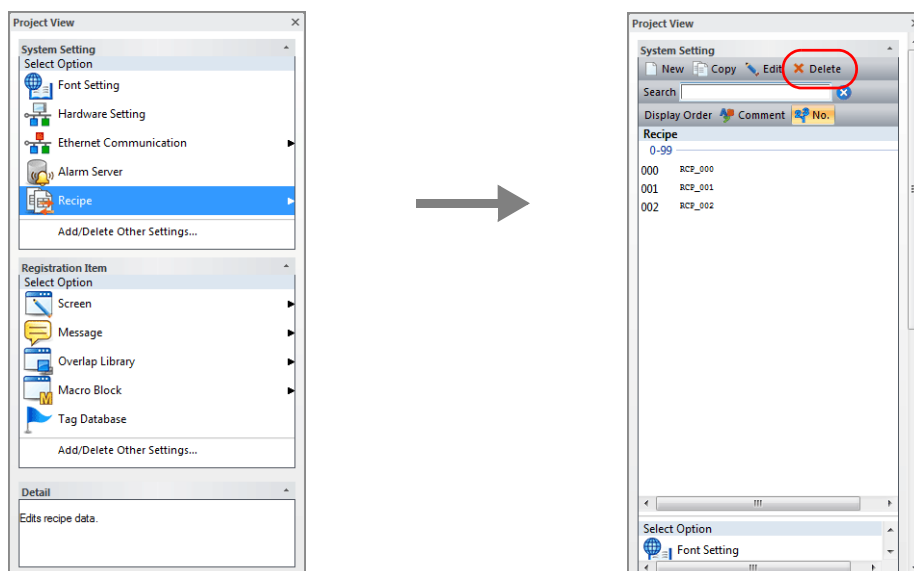 Project View
System Setting
Select Option
Font Setting
Hardware Setting
Ethernet Communication
Alarm Server
Recipe
Add/Delete Other Settings...
Registration Item
Select Option
Screen
Message
Overlap Library
Macro Block
Tag Database
Add/Delete Other Settings...
Detail
Edits recipe data.
Project View
System Setting
New Copy Edit Delete
Search
Display Order Comment No.
Recipe
0-99
000 RCP_000
001 RCP_001
002 RCP_002
Select Option
Font Setting